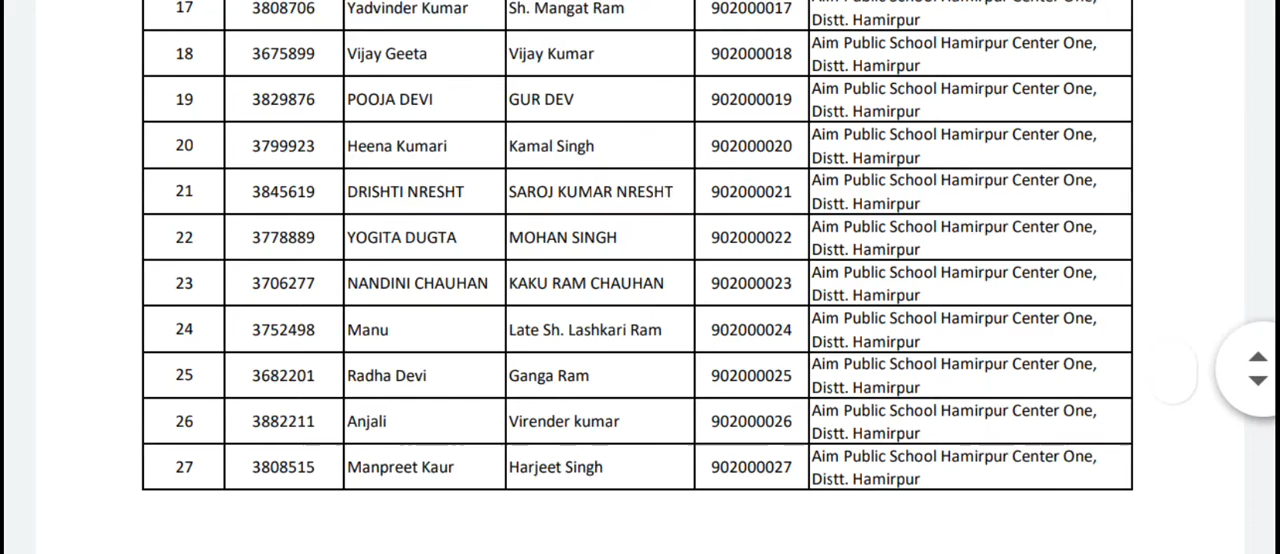 17 3808706 Yadvinder Kumar Sh. Mangat Ram 902000017
Distt. Hamirpur
18 3675899 Vijay Geeta Vijay Kumar 902000018 Aim Public School Hamirpur Center One,
Distt. Hamirpur
19 3829876 POOJA DEVI GUR DEV 902000019 Aim Public School Hamirpur Center One,
Distt. Hamirpur
20 3799923 Heena Kumari Kamal Singh 902000020 Aim Public School Hamirpur Center One,
Distt. Hamirpur
21 3845619 DRISHTI NRESHT SAROJ KUMAR NRESHT 902000021 Aim Public School Hamirpur Center One,
Distt. Hamirpur
22 3778889 YOGITA DUGTA MOHAN SINGH 902000022 Aim Public School Hamirpur Center One,
Distt. Hamirpur
23 3706277 NANDINI CHAUHAN KAKU RAM CHAUHAN 902000023 Aim Public School Hamirpur Center One,
Distt. Hamirpur
24 3752498 Manu Late Sh. Lashkari Ram 902000024 Aim Public School Hamirpur Center One,
Distt. Hamirpur
25 3682201 Radha Devi Ganga Ram 902000025 Aim Public School Hamirpur Center One,
Distt. Hamirpur
26 3882211 Anjali Virender kumar 902000026 Aim Public School Hamirpur Center One,
Distt. Hamirpur
27 3808515 Manpreet Kaur Harjeet Singh 902000027 Aim Public School Hamirpur Center One,
Distt. Hamirpur